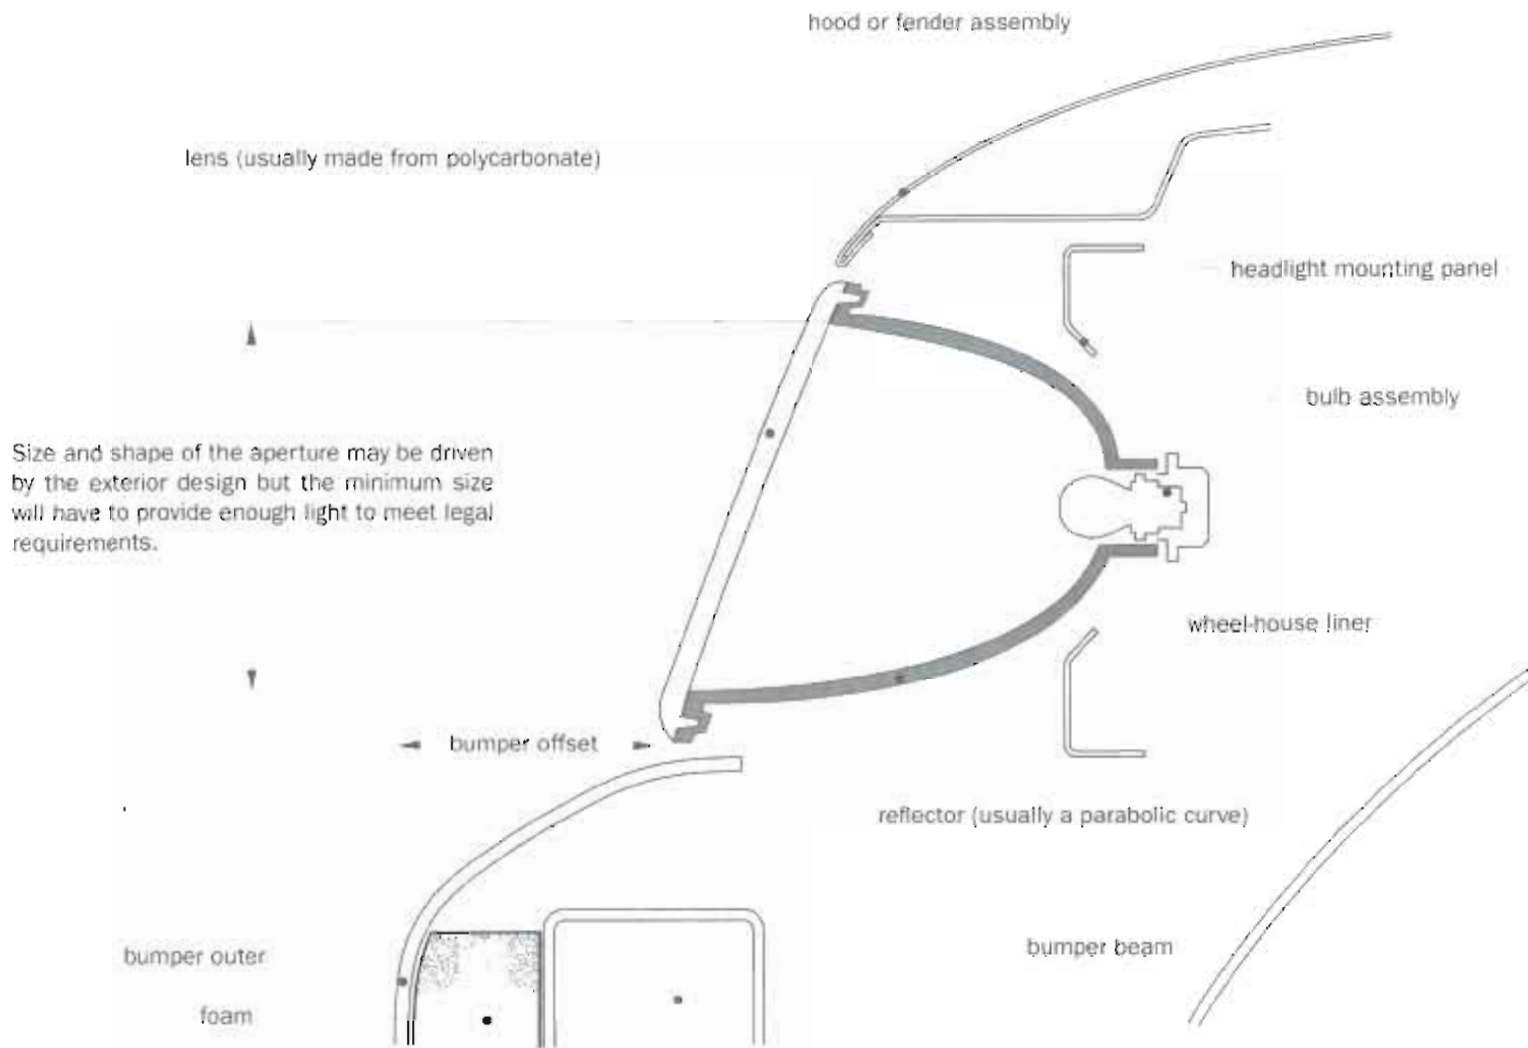 hood or fender assembly
lens (usually made from polycarbonate)
headlight mounting panel
bulb assembly
Size and shape of the aperture may be driven
by the exterior design but the minimum size
will have to provide enough light to meet legal
requirements.
wheel-house liner
bumper offset
reflector (usually a parabolic curve)
bumper outer
bumper beam
foam